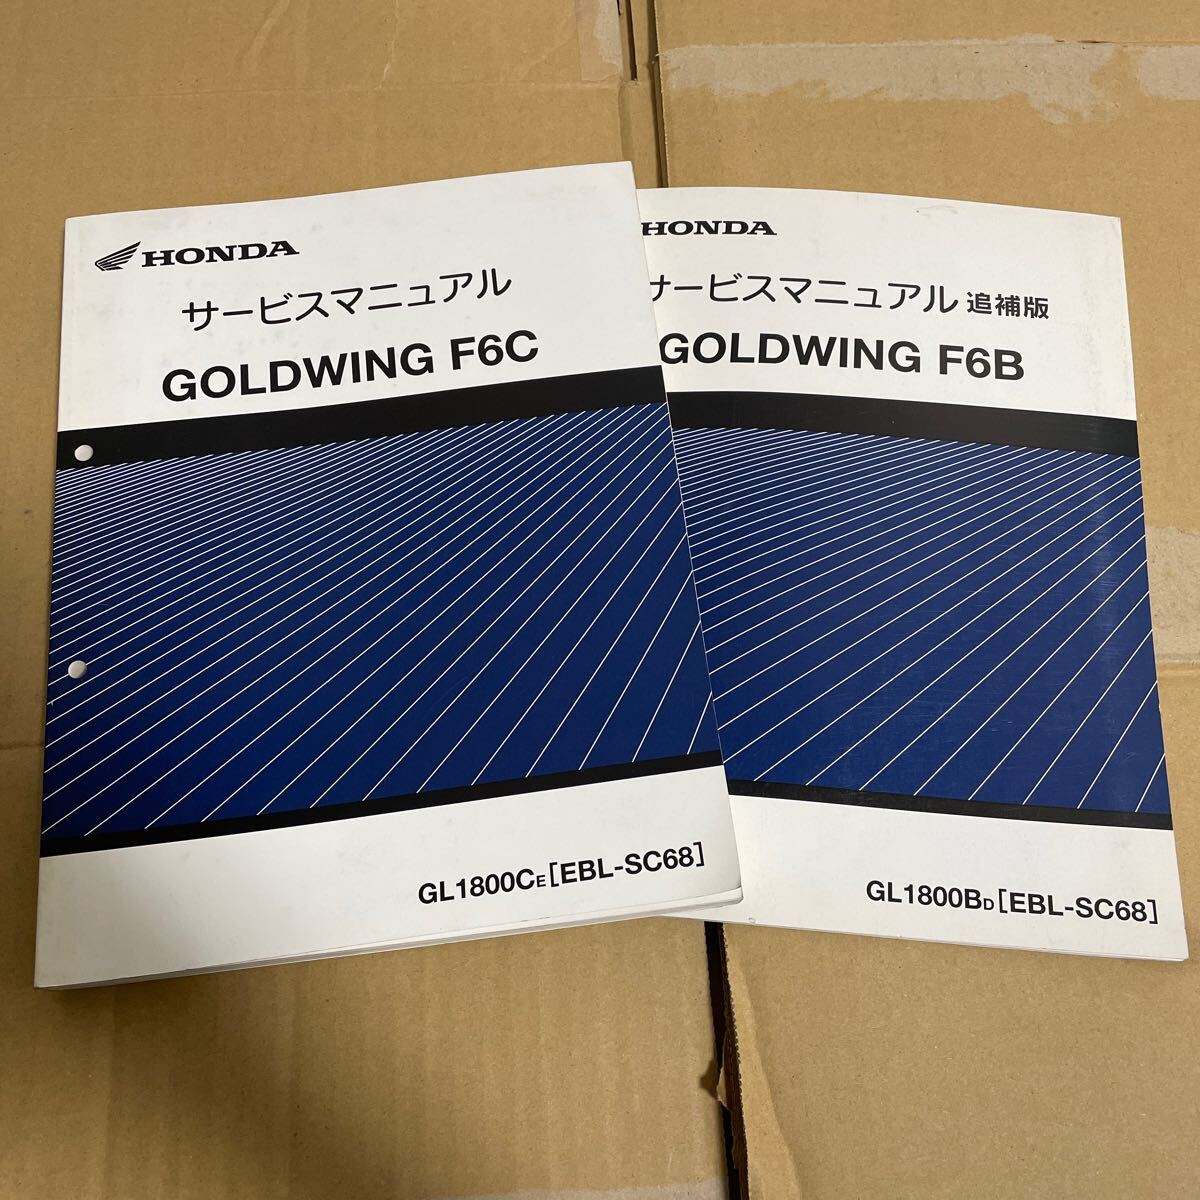 HONDA
サービスマニュアル
GOLDWING F6C
GL1800CE [EBL-SC68]
HONDA
サービスマニュアル 追補版
GOLDWING F6B
GL1800BD [EBL-SC68]